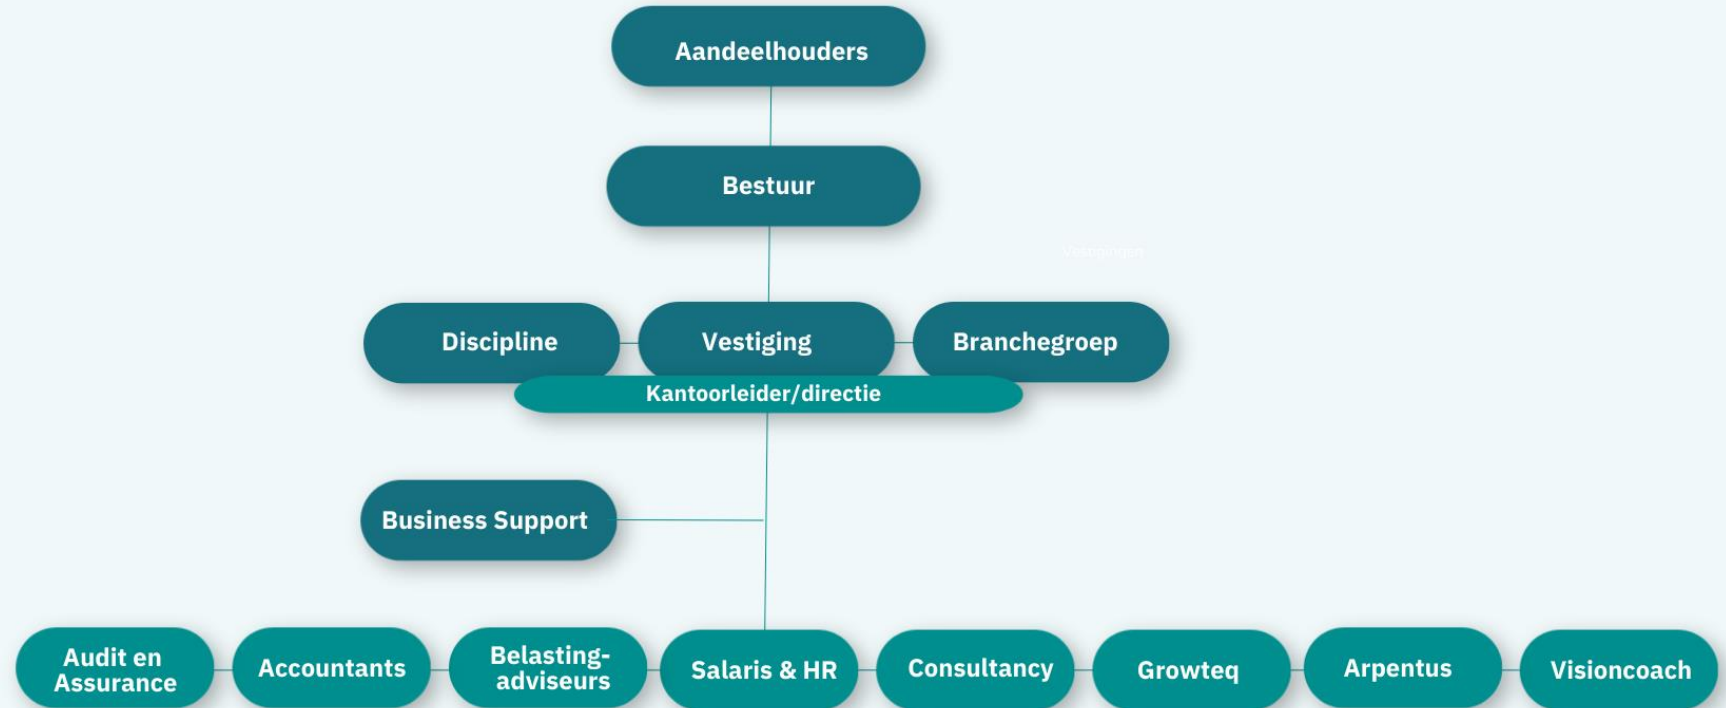 Aandeelhouders
Bestuur
Discipline
Vestiging
Branchegroep
Kantoorleider/directie
Business Support
Audit en
Assurance
Accountants
Belasting-
adviseurs
Salaris & HR
Consultancy
Growteq
Arpentus
Visioncoach